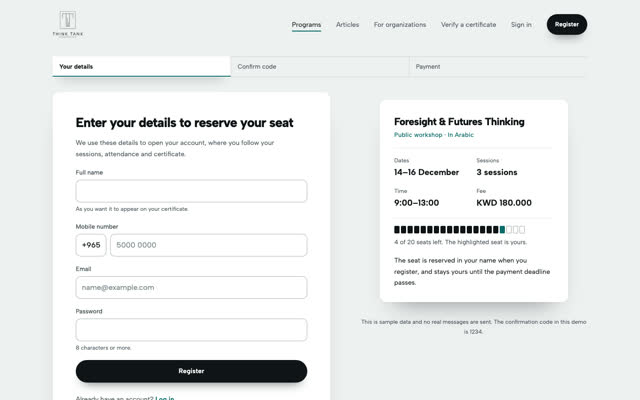 THINK TANK
Programs
Articles
For organizations
Verify a certificate
Sign in
Register
Your details
Confirm code
Payment
Enter your details to reserve your seat
We use these details to open your account, where you follow your
sessions, attendance and certificate.
Full name
As you want it to appear on your certificate.
Mobile number
+965
5000 0000
Email
name@example.com
Password
8 characters or more.
Register
Already have an account? Log in
Foresight & Futures Thinking
Public workshop · In Arabic
Dates
Sessions
14–16 December
3 sessions
Time
Fee
9:00–13:00
KWD 180.000
4 of 20 seats left. The highlighted seat is yours.
The seat is reserved in your name when you
register, and stays yours until the payment deadline
passes.
This is sample data and no real messages are sent. The confirmation code in this demo
is 1234.